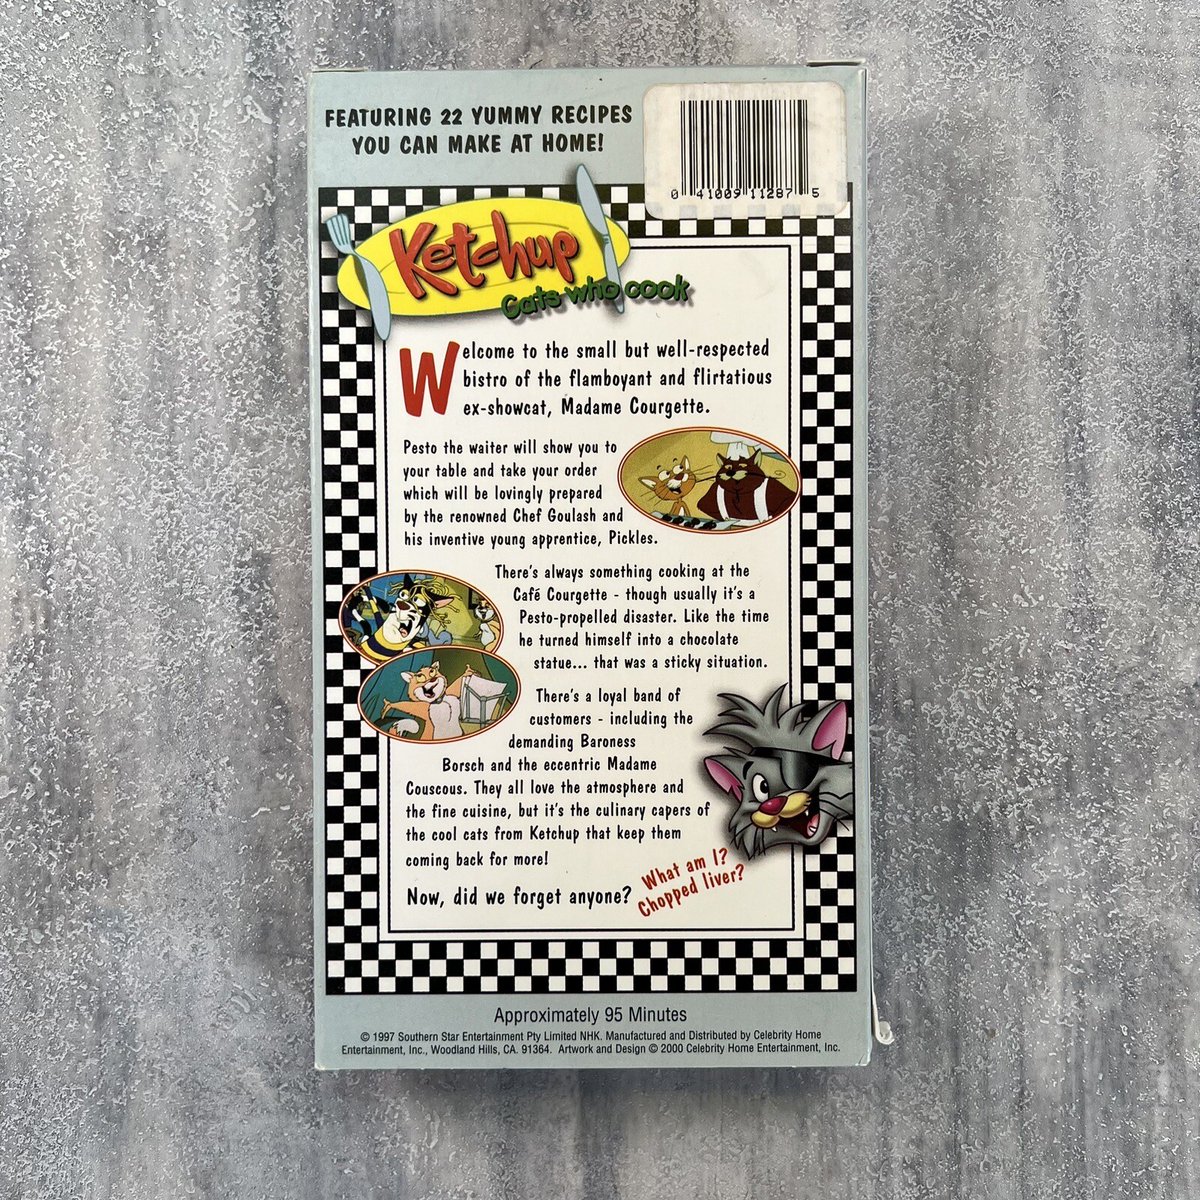 FEATURING 22 YUMMY RECIPES
YOU CAN MAKE AT HOME!
0 41009 11287 5
Ketchup
Cats who cook
Welcome to the small but well-respected
bistro of the flamboyant and flirtatious
ex-showcat, Madame Courgette.
Pesto the waiter will show you to
your table and take your order
which will be lovingly prepared
by the renowned Chef Goulash and
his inventive young apprentice, Pickles.
There's always something cooking at the
Café Courgette - though usually it's a
Pesto-propelled disaster. Like the time
he turned himself into a chocolate
statue... that was a sticky situation.
There's a loyal band of
customers - including the
demanding Baroness
Borsch and the eccentric Madame
Couscous. They all love the atmosphere and
the fine cuisine, but it's the culinary capers of
the cool cats from Ketchup that keep them
coming back for more!
Now, did we forget anyone?
What am I?
Chopped liver?
Approximately 95 Minutes
© 1997 Southern Star Entertainment Pty Limited NHK. Manufactured and Distributed by Celebrity Home
Entertainment, Inc., Woodland Hills, CA. 91364. Artwork and Design © 2000 Celebrity Home Entertainment, Inc.